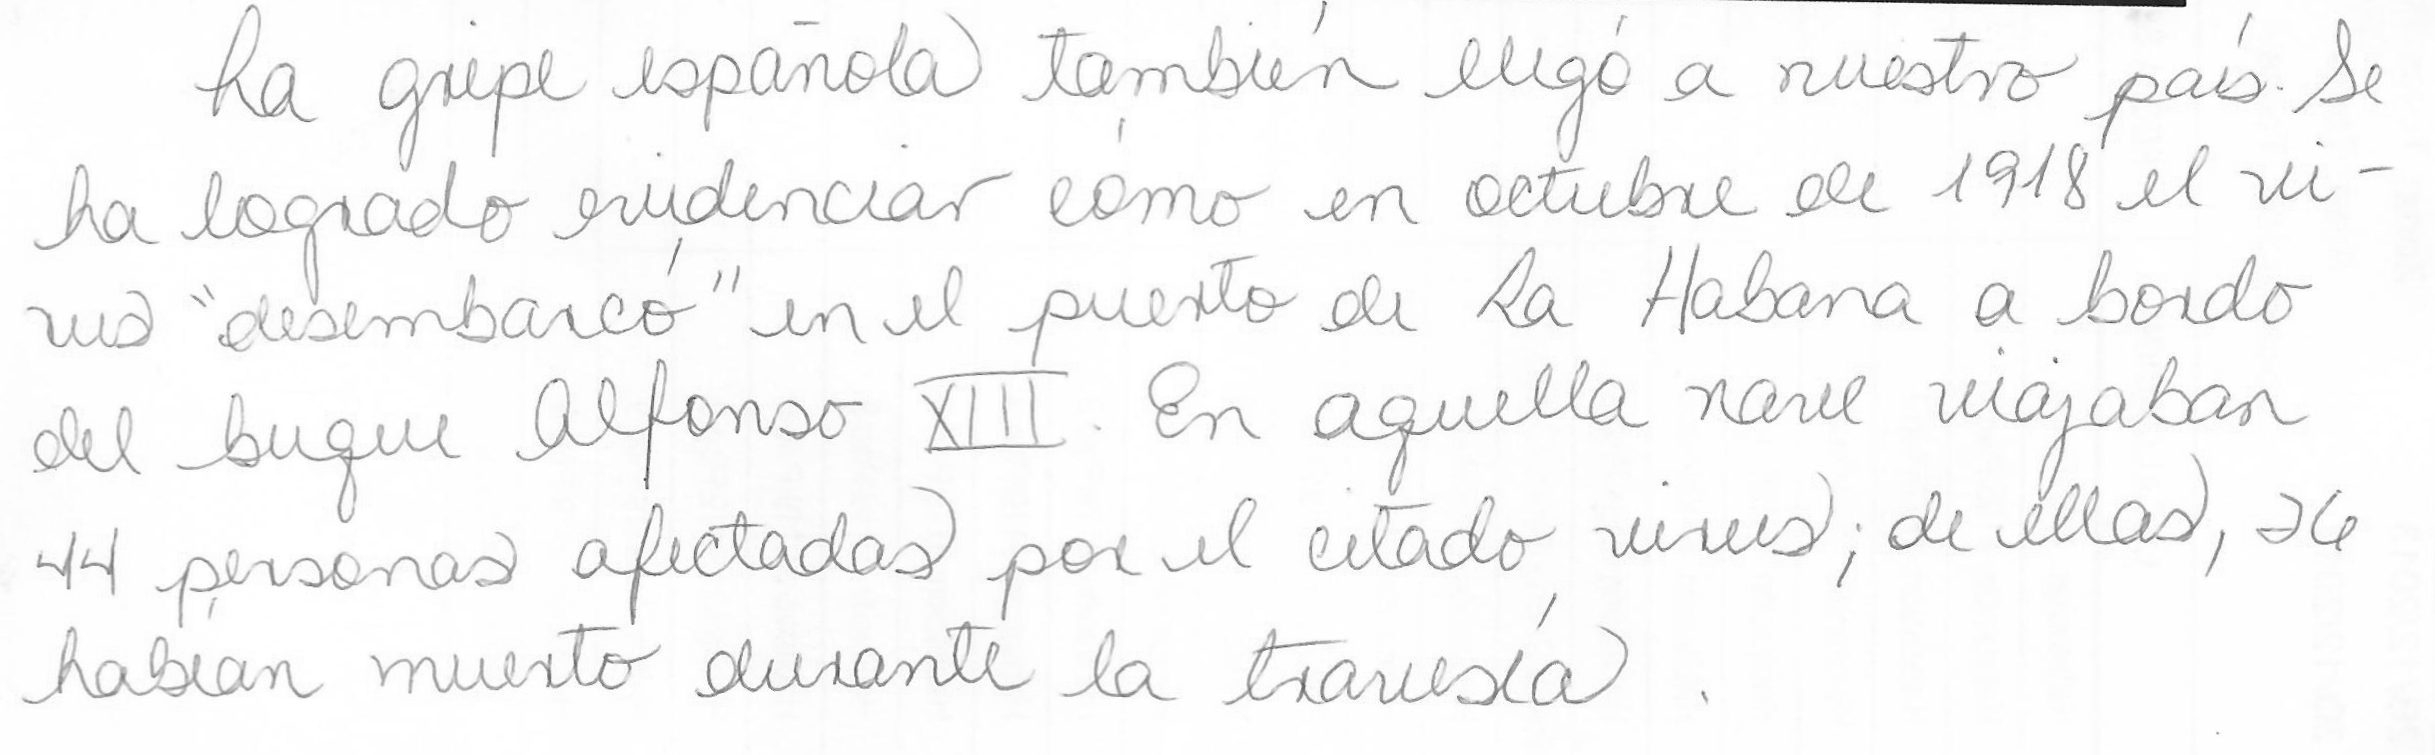 La gripe española también llegó a nuestro país. Se
ha logrado evidenciar cómo en octubre de 1918 el vi-
rus "desembarcó" en el puerto de La Habana a bordo
del buque Alfonso XIII. En aquella nave viajaban
44 personas afectadas por el citado virus; de ellas, 26
habían muerto durante la travesía.